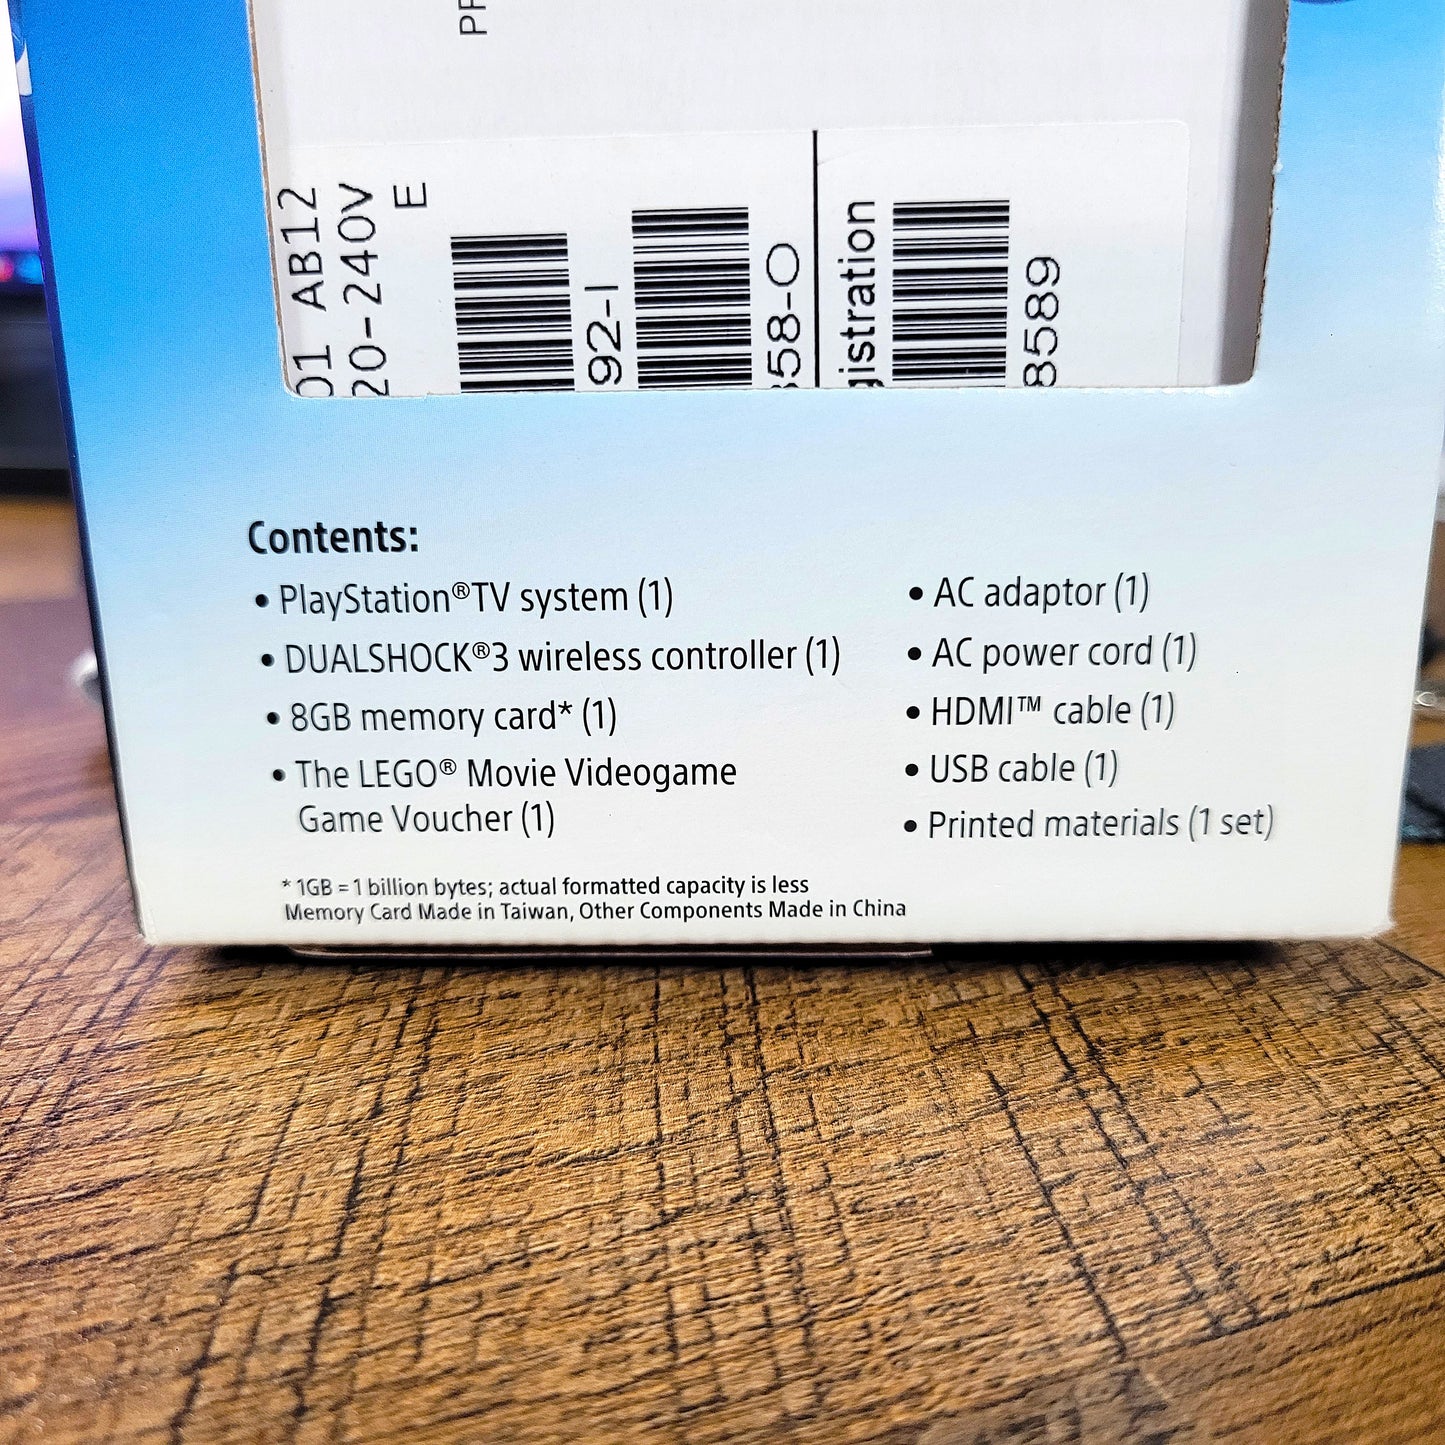 01 AB12
20-240V
E
92-I
58-O
gistration
8589
Contents:
• PlayStation®TV system (1)
• DUALSHOCK®3 wireless controller (1)
• 8GB memory card* (1)
• The LEGO® Movie Videogame
Game Voucher (1)
• AC adaptor (1)
• AC power cord (1)
• HDMI™ cable (1)
• USB cable (1)
• Printed materials (1 set)
* 1GB = 1 billion bytes; actual formatted capacity is less
Memory Card Made in Taiwan, Other Components Made in China